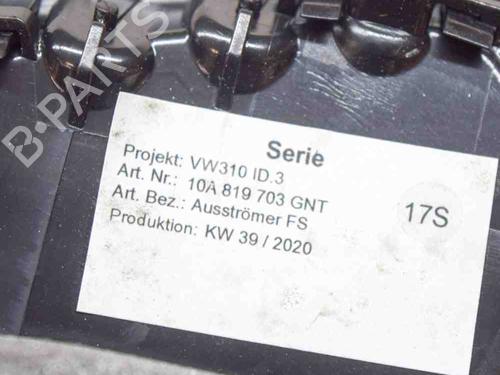 B-PARTS
Serie
Projekt: VW310 ID.3
Art. Nr.: 10A 819 703 GNT
Art. Bez.: Ausströmer FS
Produktion: KW 39 / 2020
17S